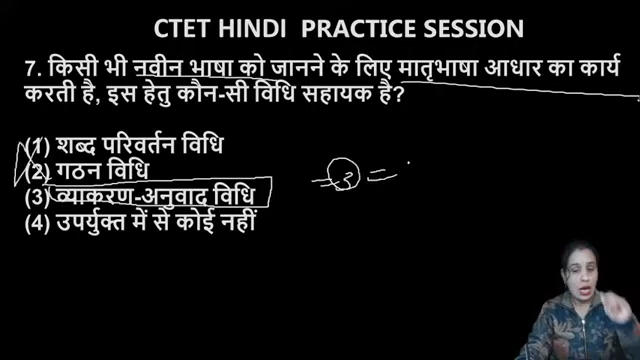 CTET HINDI PRACTICE SESSION
7. किसी भी नवीन भाषा को जानने के लिए मातृभाषा आधार का कार्य
करती है, इस हेतु कौन-सी विधि सहायक है?
(1) शब्द परिवर्तन विधि
(2) गठन विधि
(3) व्याकरण-अनुवाद विधि
(4) उपर्युक्त में से कोई नहीं
3